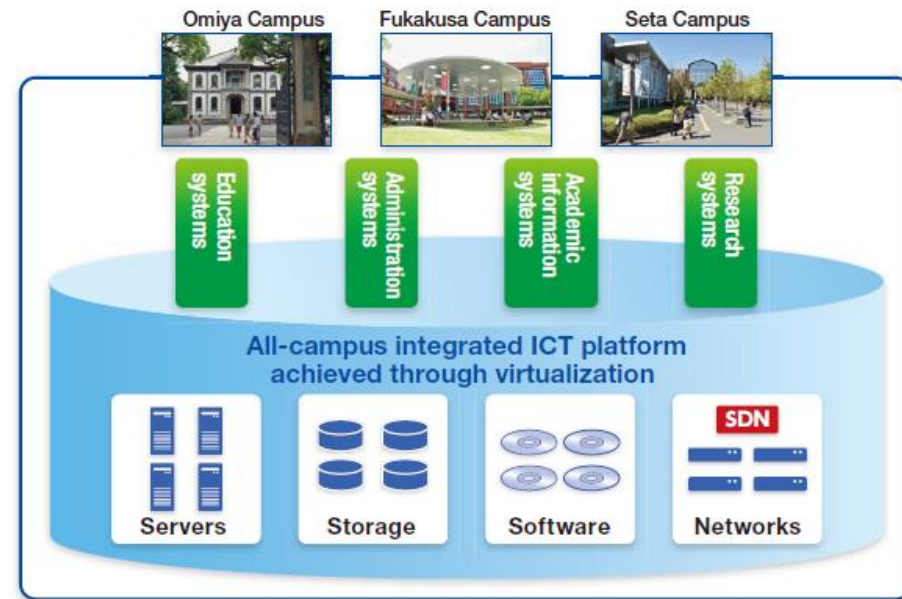 Omiya Campus
Fukakusa Campus
Seta Campus
Education
systems
Administration
systems
Academic
information
systems
Research
systems
All-campus integrated ICT platform
achieved through virtualization
SDN
Servers
Storage
Software
Networks